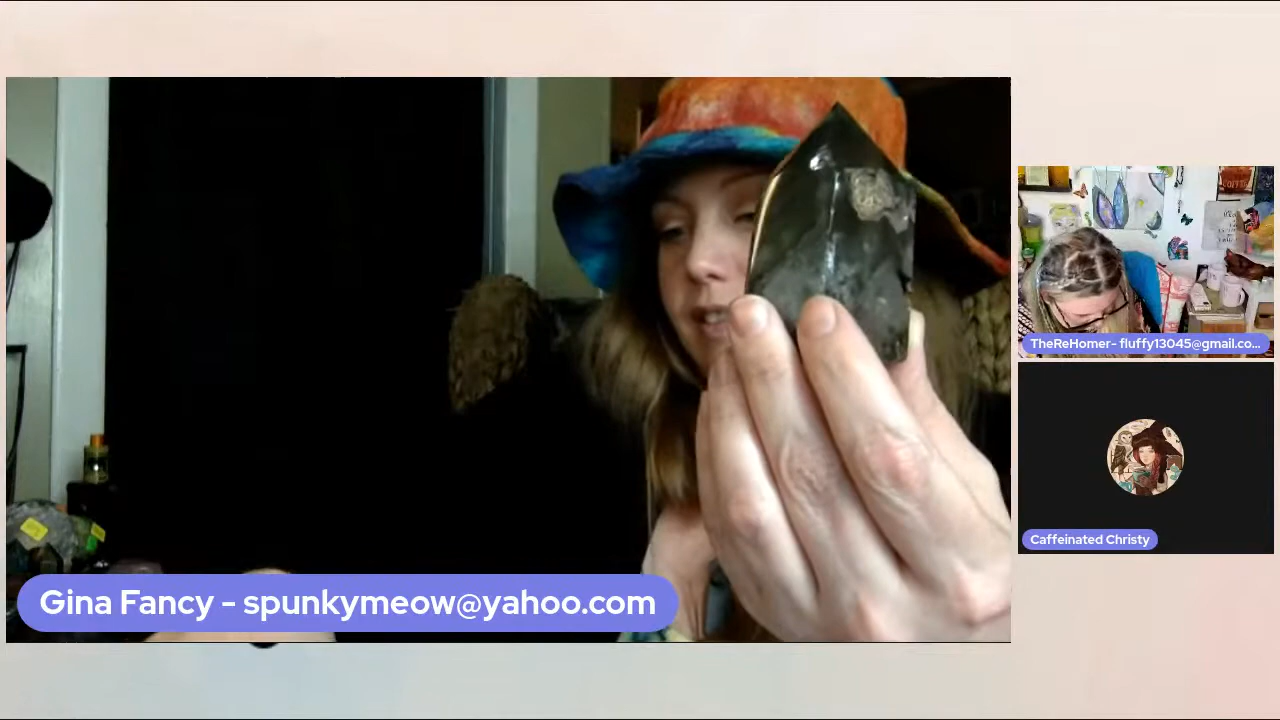 Gina Fancy - spunkymeow@yahoo.com
TheReHomer- fluffy13045@gmail.co...
Caffeinated Christy